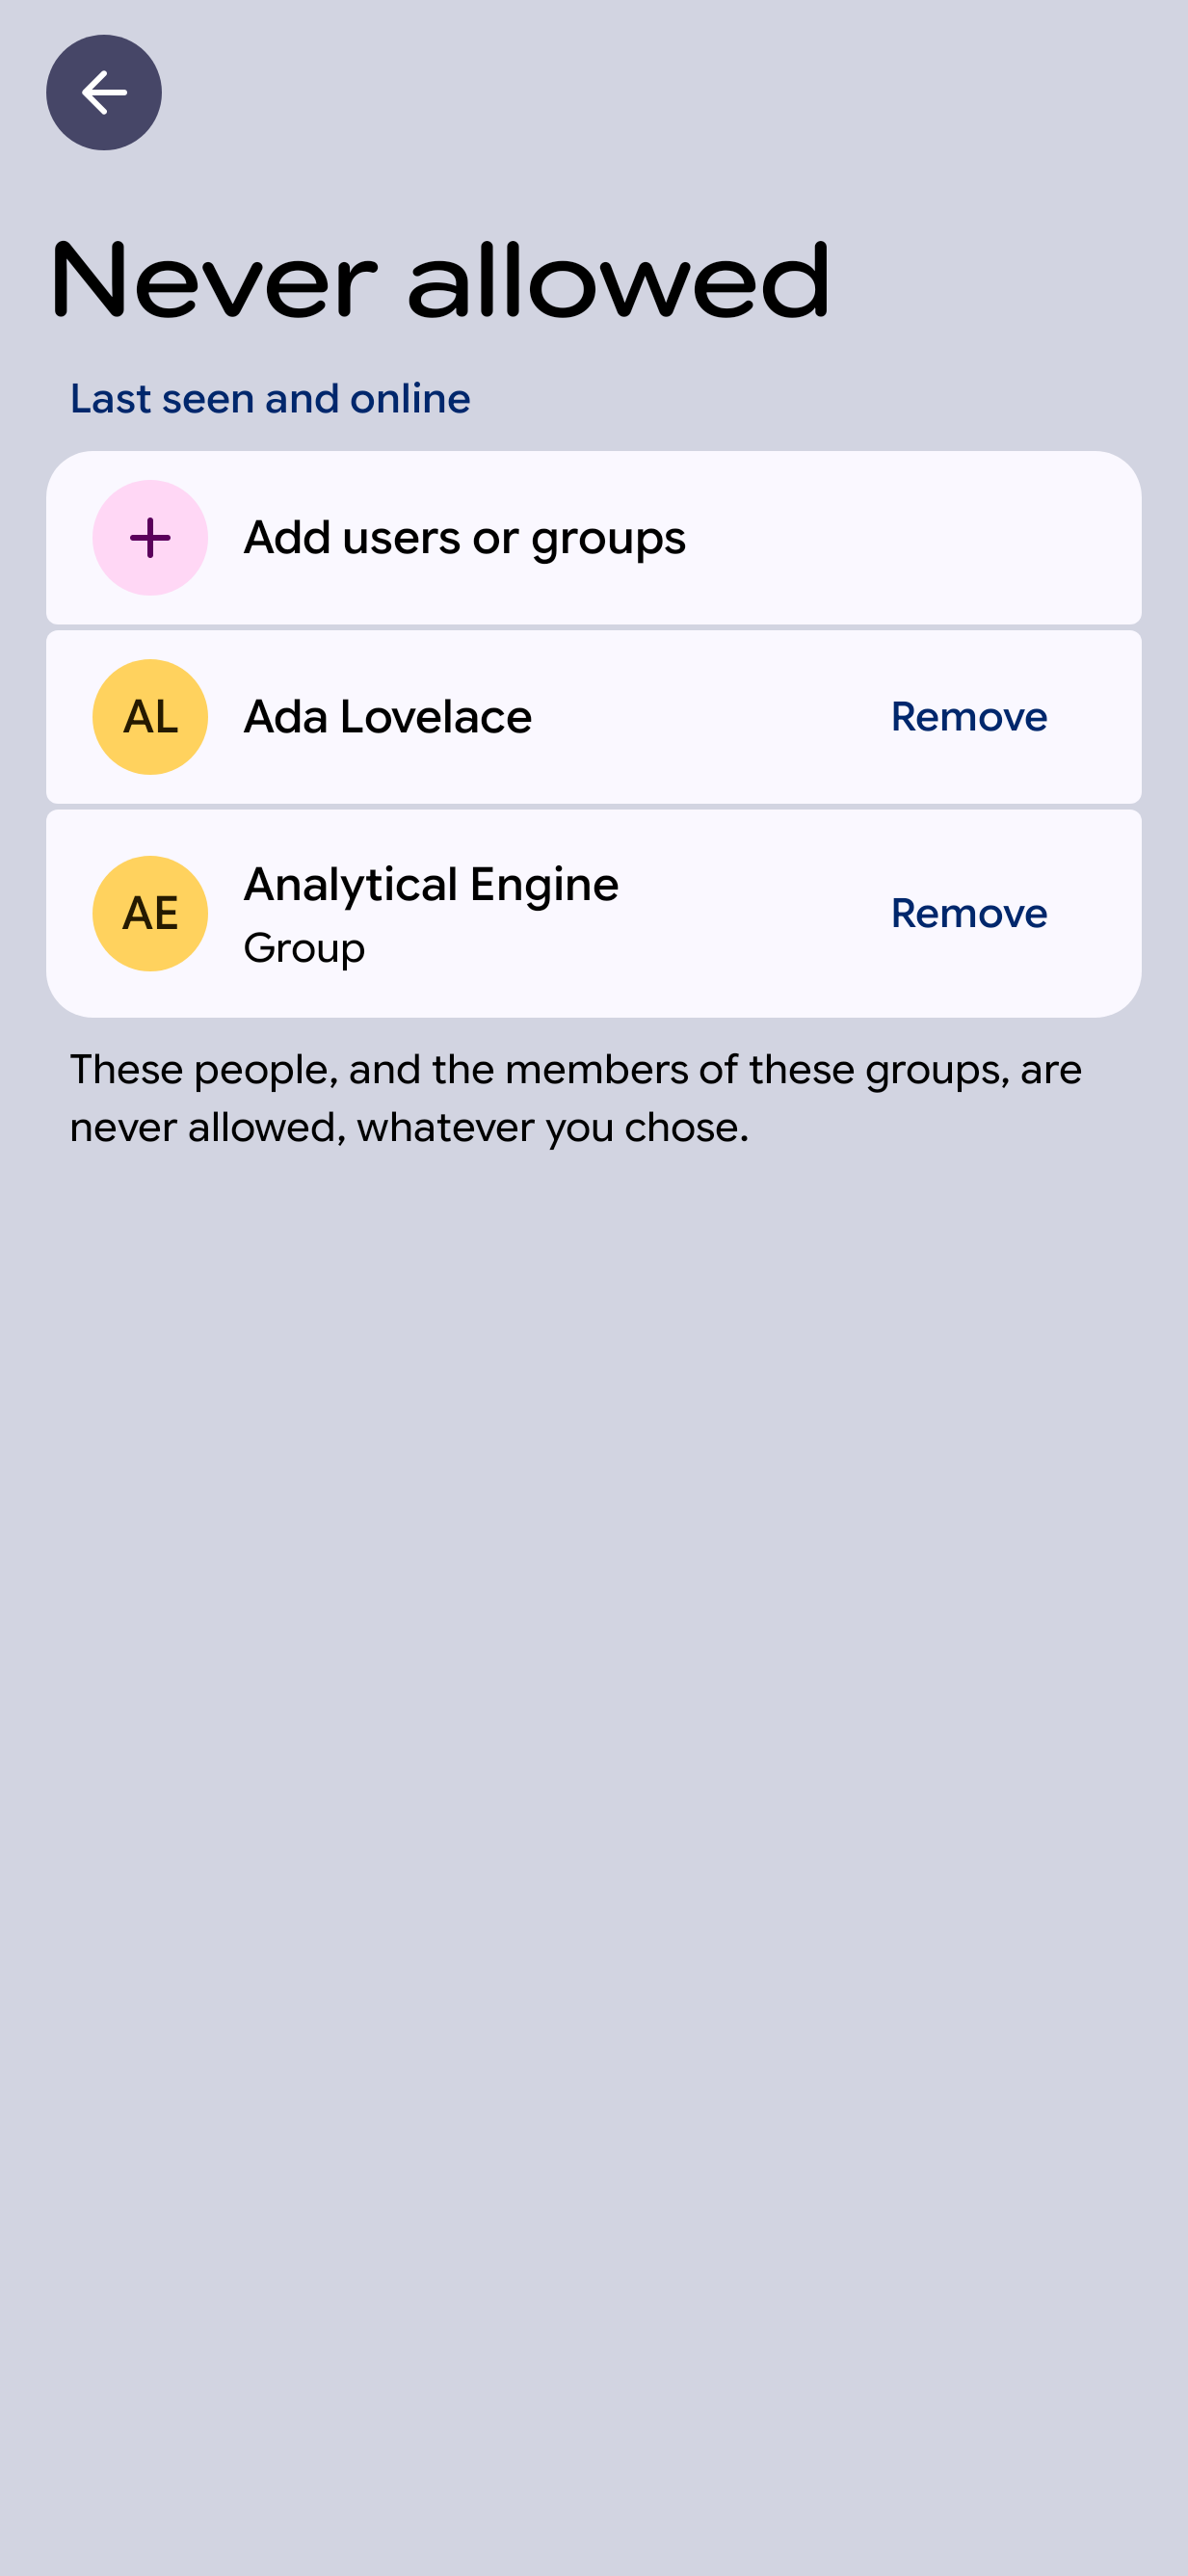 Never allowed
Last seen and online
Add users or groups
AL
Ada Lovelace
Remove
AE
Analytical Engine
Group
Remove
These people, and the members of these groups, are
never allowed, whatever you chose.